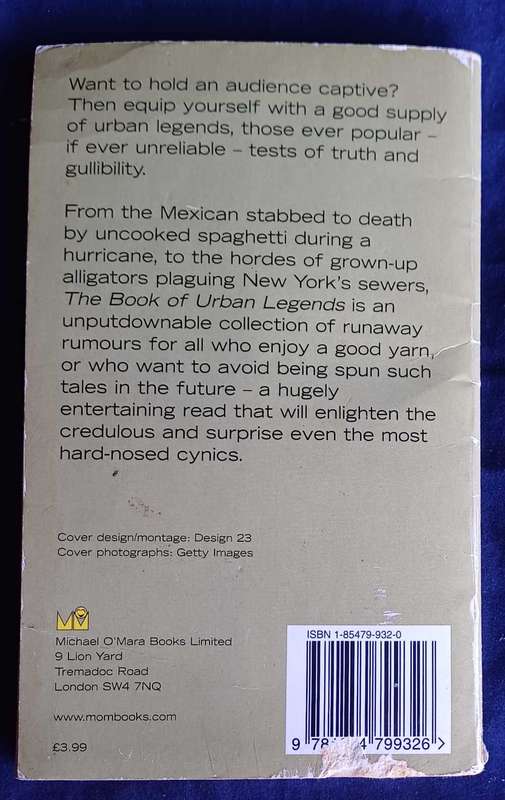 Want to hold an audience captive?
Then equip yourself with a good supply
of urban legends, those ever popular –
if ever unreliable – tests of truth and
gullibility.
From the Mexican stabbed to death
by uncooked spaghetti during a
hurricane, to the hordes of grown-up
alligators plaguing New York's sewers,
The Book of Urban Legends is an
unputdownable collection of runaway
rumours for all who enjoy a good yarn,
or who want to avoid being spun such
tales in the future – a hugely
entertaining read that will enlighten the
credulous and surprise even the most
hard-nosed cynics.
Cover design/montage: Design 23
Cover photographs: Getty Images
Michael O'Mara Books Limited
9 Lion Yard
Tremadoc Road
London SW4 7NQ
www.mombooks.com
£3.99
ISBN 1-85479-932-0
9 78 4 799326 >